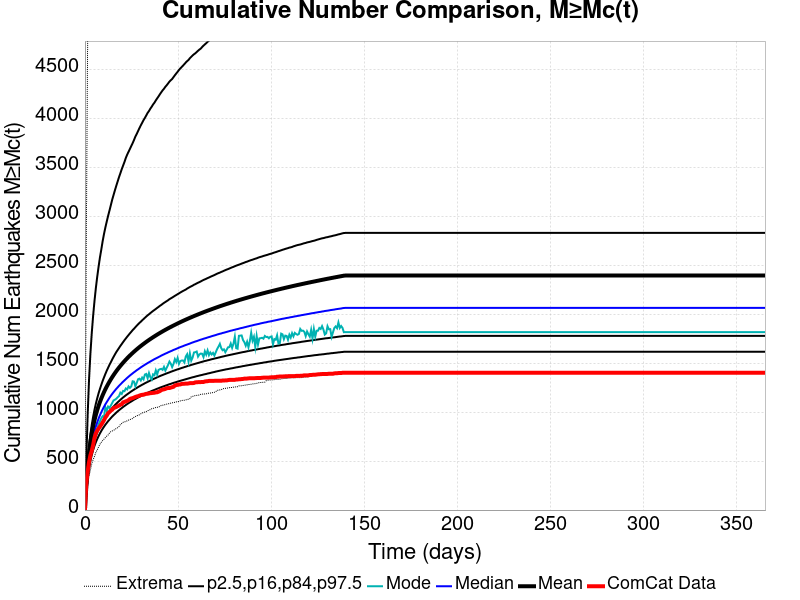 Cumulative Number Comparison, M≥Mc(t)
Cumulative Num Earthquakes M≥Mc(t)
4500
4000
3500
3000
2500
2000
1500
1000
500
0
0 50 100 150 200 250 300 350
Time (days)
Extrema p2.5,p16,p84,p97.5 Mode Median Mean ComCat Data